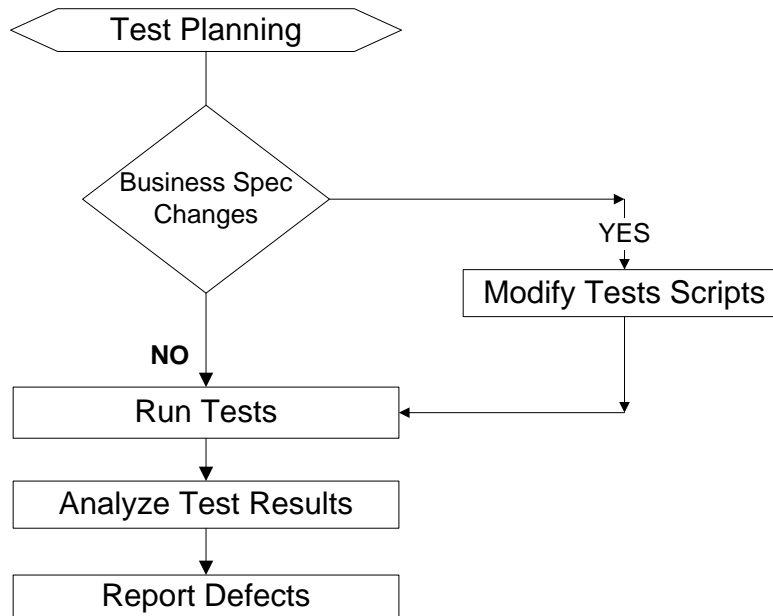 Test Planning
Business Spec
Changes
YES
Modify Tests Scripts
NO
Run Tests
Analyze Test Results
Report Defects